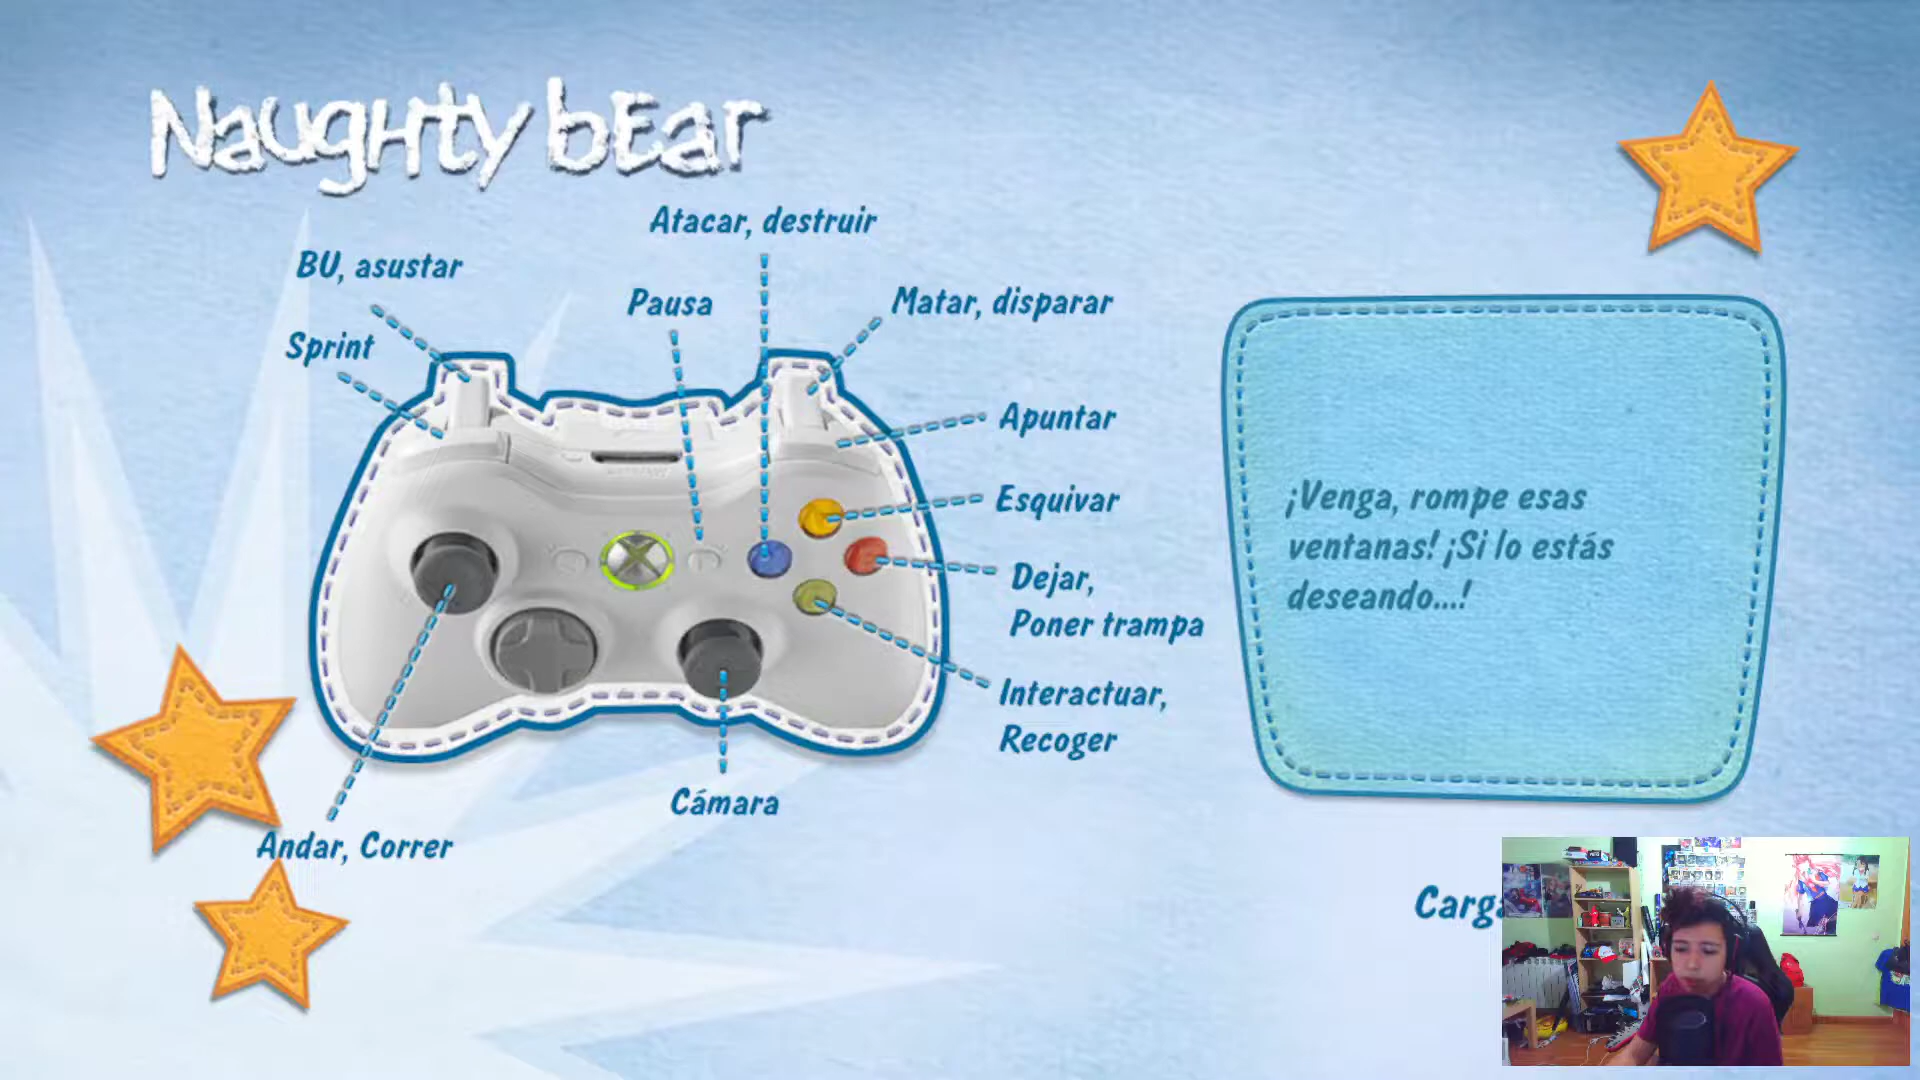 Naughty bEar
Atacar, destruir
BU, asustar
Pausa
Matar, disparar
Sprint
Apuntar
Esquivar
¡Venga, rompe esas
ventanas! ¡Si lo estás
deseando...!
Dejar,
Poner trampa
Interactuar,
Recoger
Cámara
Andar, Correr